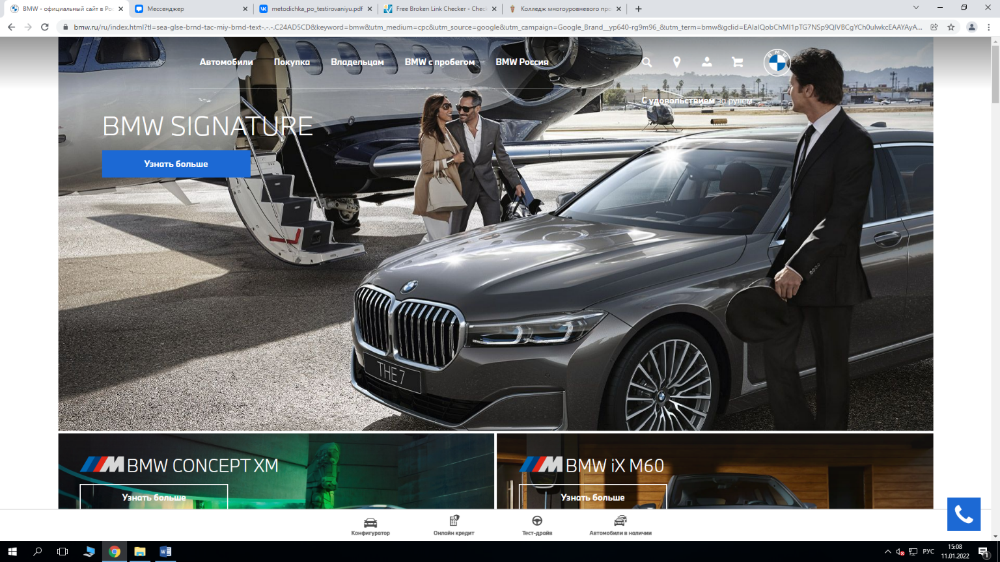 BMW - официальный сайт в Рос
Мессенджер
metodichka_po_testirovaniyu.pdf
Free Broken Link Checker - Chec
Колледж многоуровневого про
bmw.ru/ru/index.html?tl=sea-glse-brnd-tac-miy-brnd-text-.-.-.C24AD5CD&keyword=bmw&utm_medium=cpc&utm_source=google&utm_campaign=Google_Brand__yp640-rg9m96_&utm_term=bmw&gclid=EAIaIQobChMI1pTG7NSp9QIVBCgYCh0ulwkcEAAYAyA...
Автомобили
Покупка
Владельцам
BMW с пробегом
BMW Россия
С удовольствием за рулем
BMW SIGNATURE
Узнать больше
THE 7
M BMW CONCEPT XM
M BMW iX M60
Узнать больше
Узнать больше
Конфигуратор
Онлайн кредит
Тест-драйв
Автомобили в наличии
РУС
15:08
11.01.2022
1